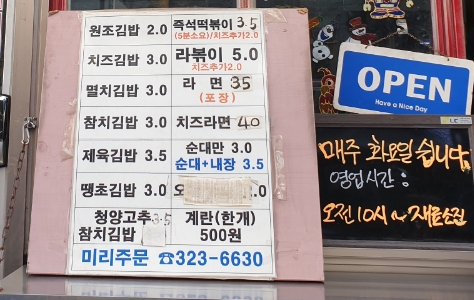 원조김밥 2.0 즉석떡볶이 3.5
(5분소요)/치즈추가2.0
치즈김밥 3.0 라볶이 5.0
치즈추가2.0
멸치김밥 3.0 라 면 35
(포장)
참치김밥 3.0 치즈라면 40
제육김밥 3.5 순대만 3.0
순대+내장 3.5
땡초김밥 3.0
청양고추 3.5 계란(한개)
참치김밥 500원
미리주문 ☎323-6630
OPEN
Have a Nice Day
매주 화요일 쉽니다.
영업시간 :
오전 10시 ~ 재료소진